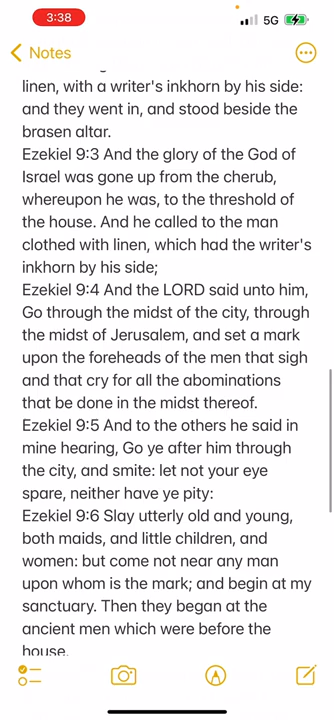 3:38
5G
Notes
linen, with a writer's inkhorn by his side:
and they went in, and stood beside the
brasen altar.
Ezekiel 9:3 And the glory of the God of
Israel was gone up from the cherub,
whereupon he was, to the threshold of
the house. And he called to the man
clothed with linen, which had the writer's
inkhorn by his side;
Ezekiel 9:4 And the LORD said unto him,
Go through the midst of the city, through
the midst of Jerusalem, and set a mark
upon the foreheads of the men that sigh
and that cry for all the abominations
that be done in the midst thereof.
Ezekiel 9:5 And to the others he said in
mine hearing, Go ye after him through
the city, and smite: let not your eye
spare, neither have ye pity:
Ezekiel 9:6 Slay utterly old and young,
both maids, and little children, and
women: but come not near any man
upon whom is the mark; and begin at my
sanctuary. Then they began at the
ancient men which were before the
house.